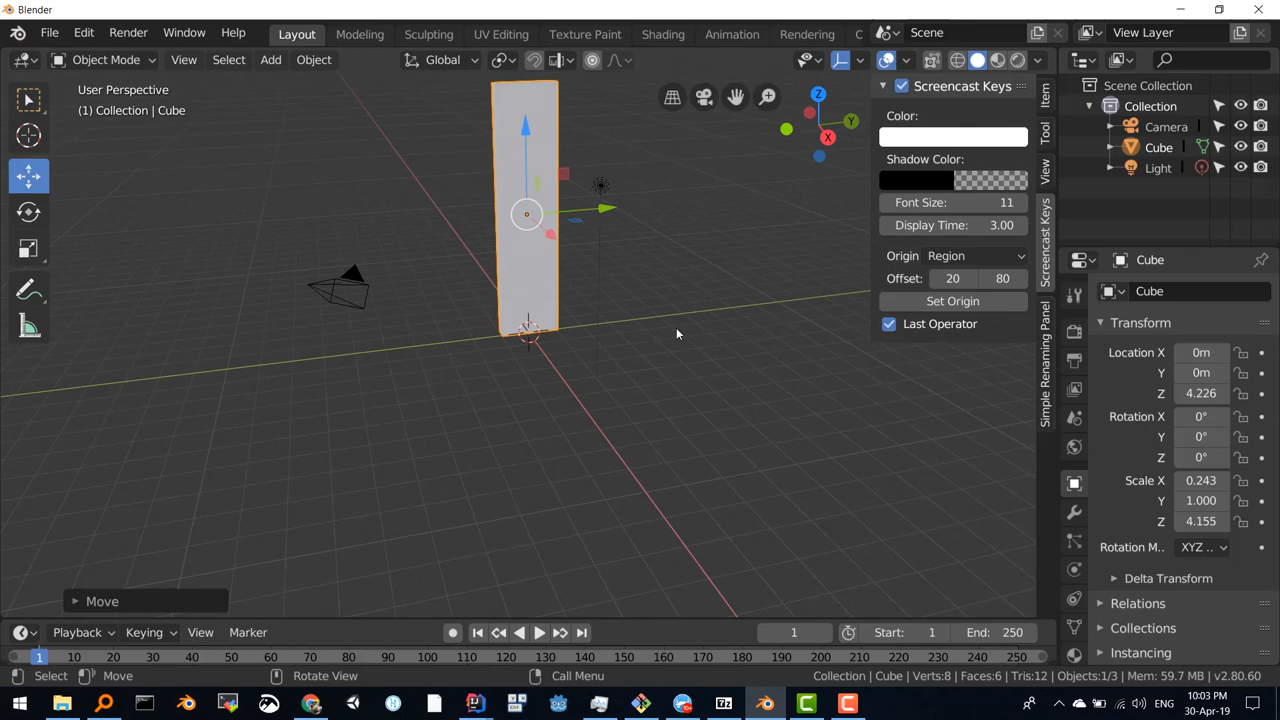 Blender
File Edit Render Window Help Layout Modeling Sculpting UV Editing Texture Paint Shading Animation Rendering C Scene View Layer
Object Mode View Select Add Object Global
User Perspective
(1) Collection | Cube
Z
Y
X
Screencast Keys
Color:
Shadow Color:
Font Size: 11
Display Time: 3.00
Origin Region
Offset: 20 80
Set Origin
Last Operator
Item
Tool
View
Screencast Keys
Simple Renaming Panel
Scene Collection
Collection
Camera
Cube
Light
Cube
Cube
Transform
Location X 0m
Y 0m
Z 4.226
Rotation X 0°
Y 0°
Z 0°
Scale X 0.243
Y 1.000
Z 4.155
Rotation M.. XYZ ..
Delta Transform
Relations
Collections
Instancing
Move
Playback Keying View Marker 1 Start: 1 End: 250
1 10 20 30 40 50 60 70 80 90 100 110 120 130 140 150 160 170 180 190 200 210 220 230 240 250
Select Move Rotate View Call Menu Collection | Cube | Verts:8 | Faces:6 | Tris:12 | Objects:1/3 | Mem: 59.7 MB | v2.80.60
ENG 10:03 PM
30-Apr-19